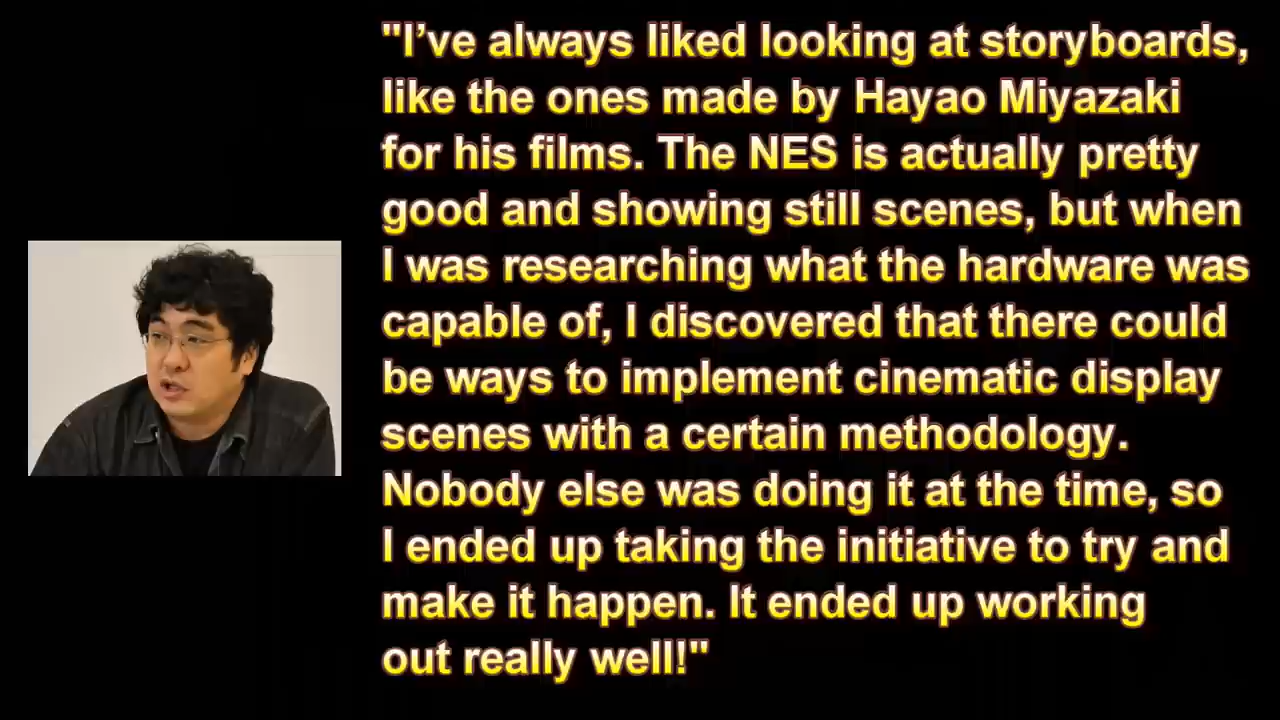 "I’ve always liked looking at storyboards,
like the ones made by Hayao Miyazaki
for his films. The NES is actually pretty
good and showing still scenes, but when
I was researching what the hardware was
capable of, I discovered that there could
be ways to implement cinematic display
scenes with a certain methodology.
Nobody else was doing it at the time, so
I ended up taking the initiative to try and
make it happen. It ended up working
out really well!"